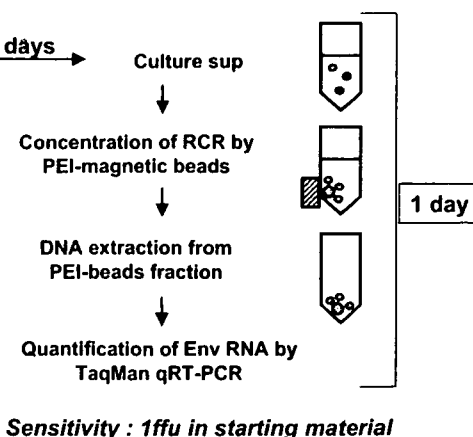 days
Culture sup
Concentration of RCR by
PEI-magnetic beads
1 day
DNA extraction from
PEI-beads fraction
Quantification of Env RNA by
TaqMan qRT-PCR
Sensitivity : 1ffu in starting material